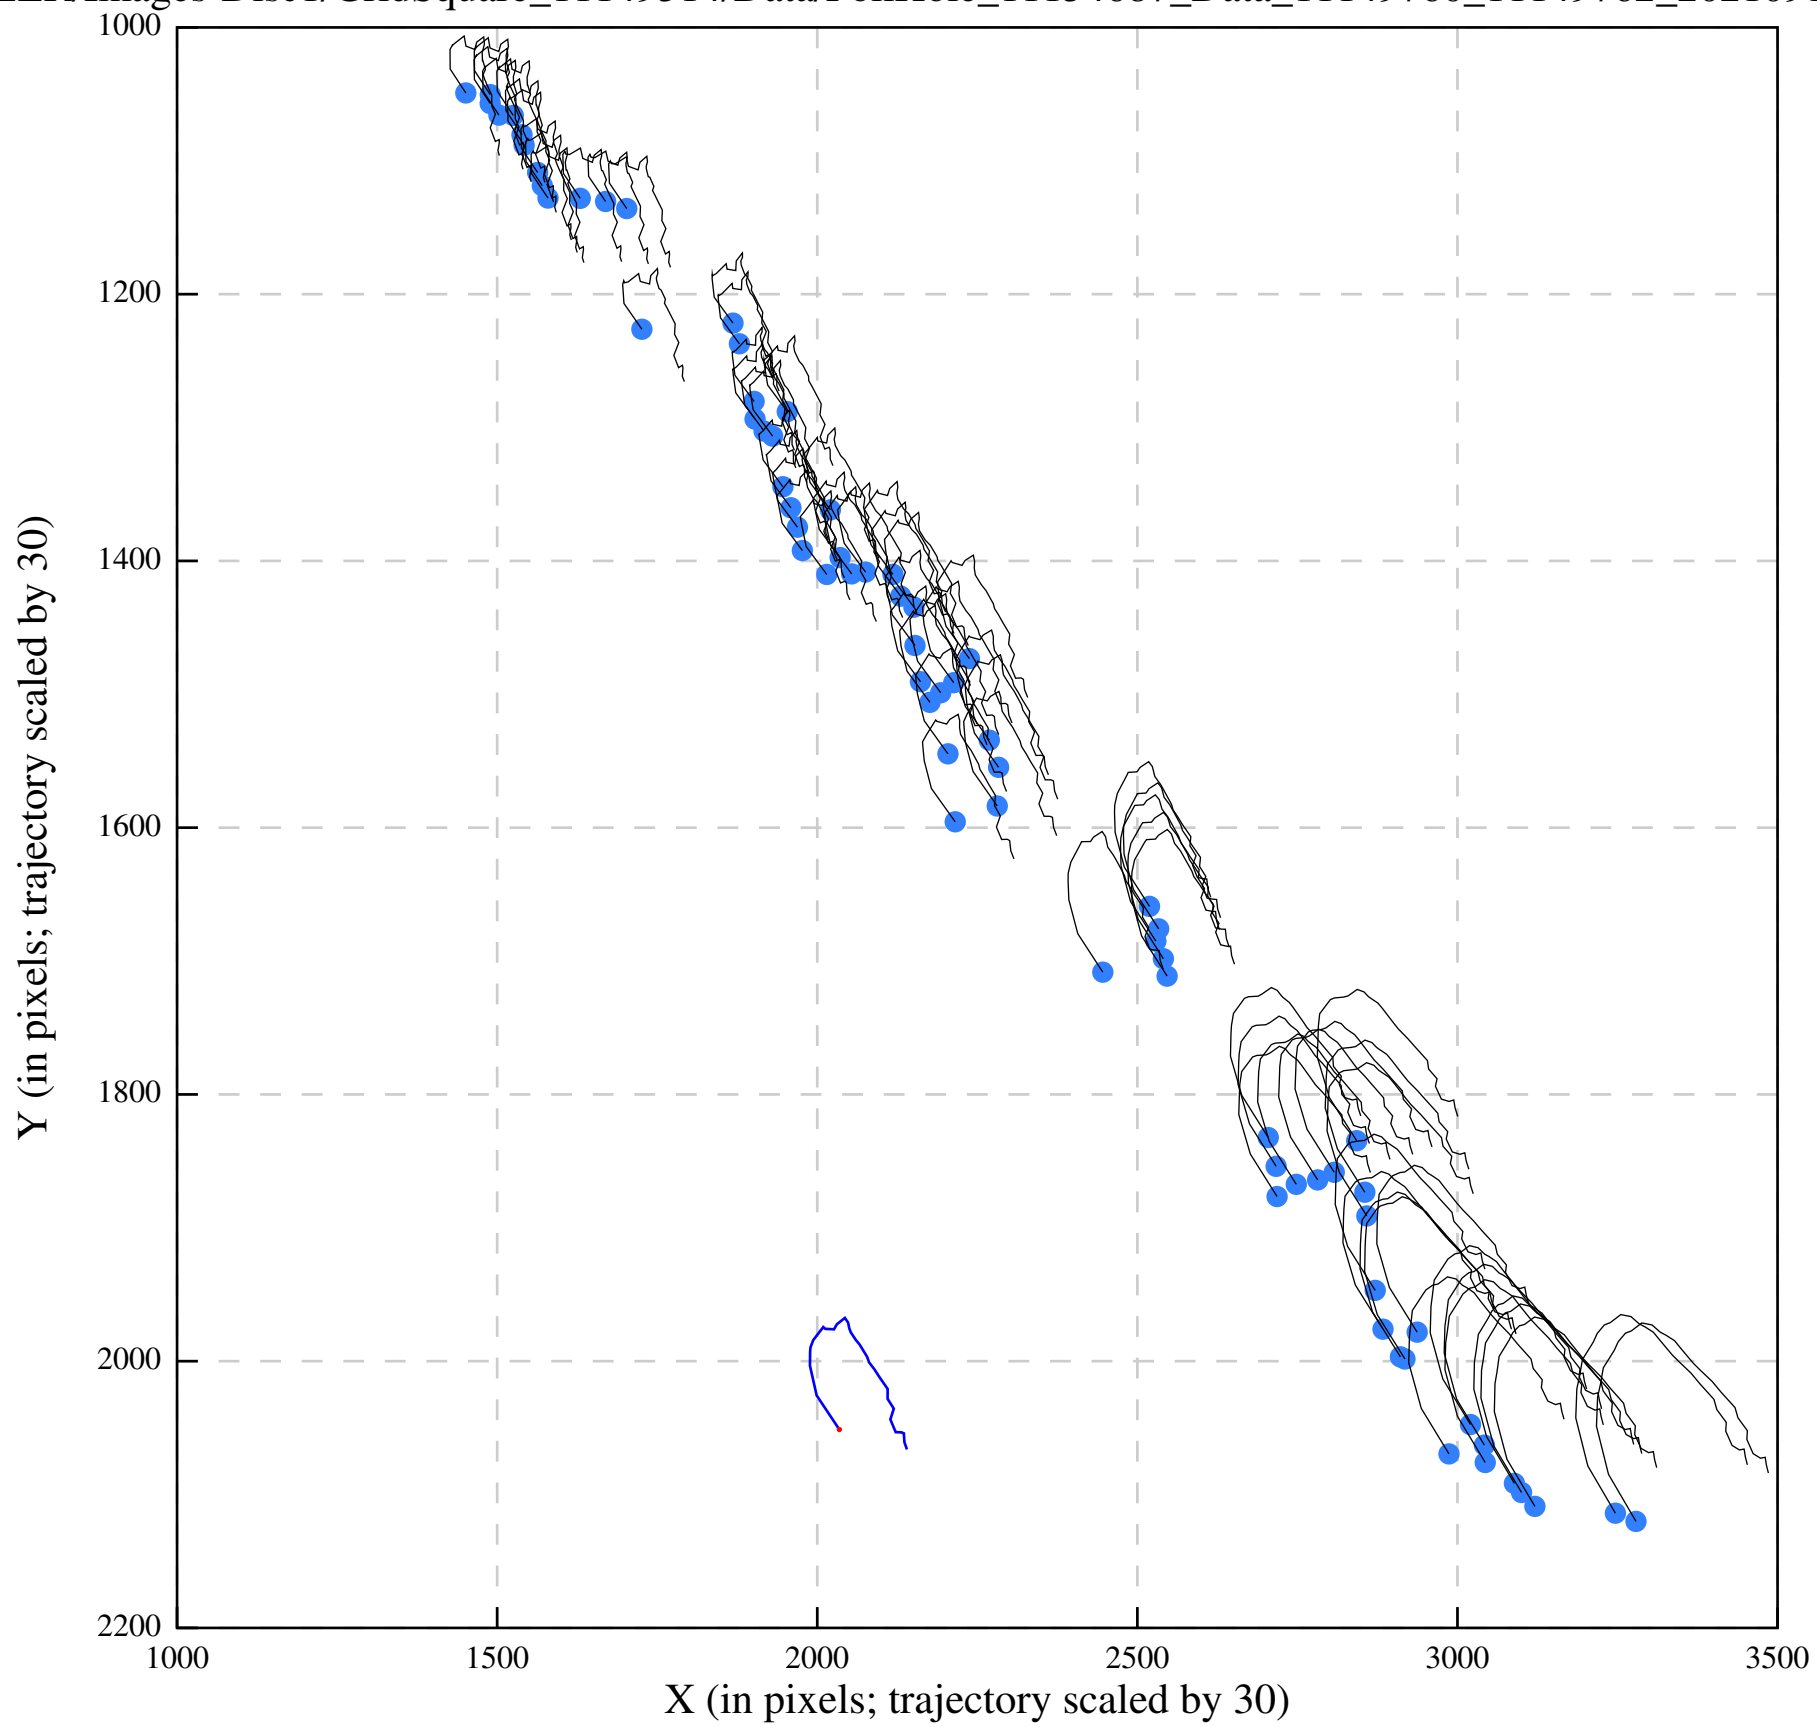 1000
1200
1400
1600
1800
2000
2200
1000 1500 2000 2500 3000 3500
X (in pixels; trajectory scaled by 30)
Y (in pixels; trajectory scaled by 30)